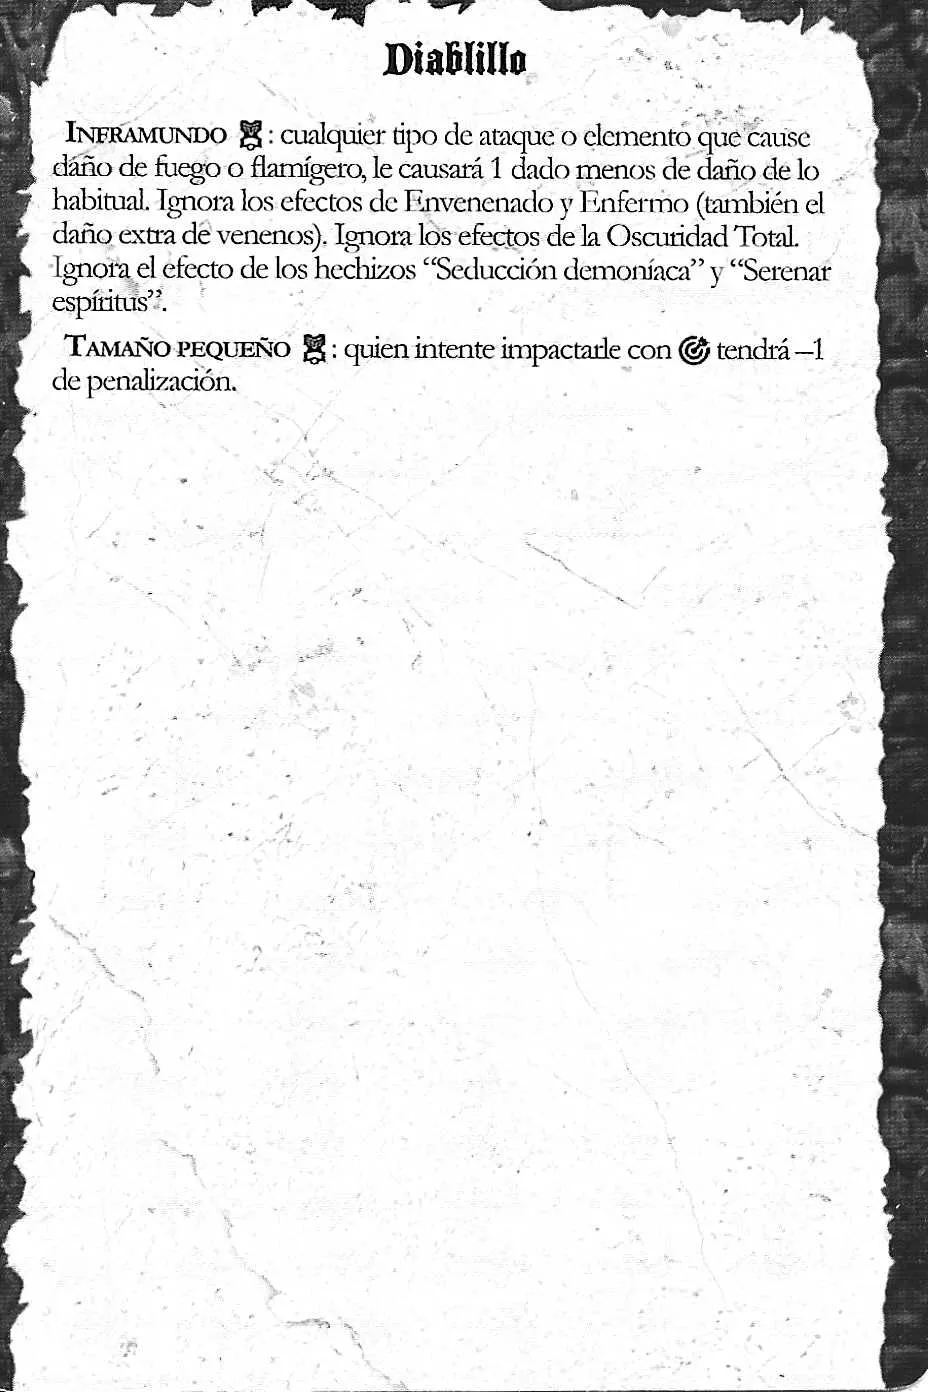 Diablillo
INFRAMUNDO : cualquier tipo de ataque o elemento que cause
daño de fuego o flamígero, le causará 1 dado menos de daño de lo
habitual. Ignora los efectos de Envenenado y Enfermo (también el
daño extra de venenos). Ignora los efectos de la Oscuridad Total.
Ignora el efecto de los hechizos “Seducción demoníaca” y “Serenar
espíritus”.
TAMAÑO PEQUEÑO : quien intente impactarle con tendrá –1
de penalización.